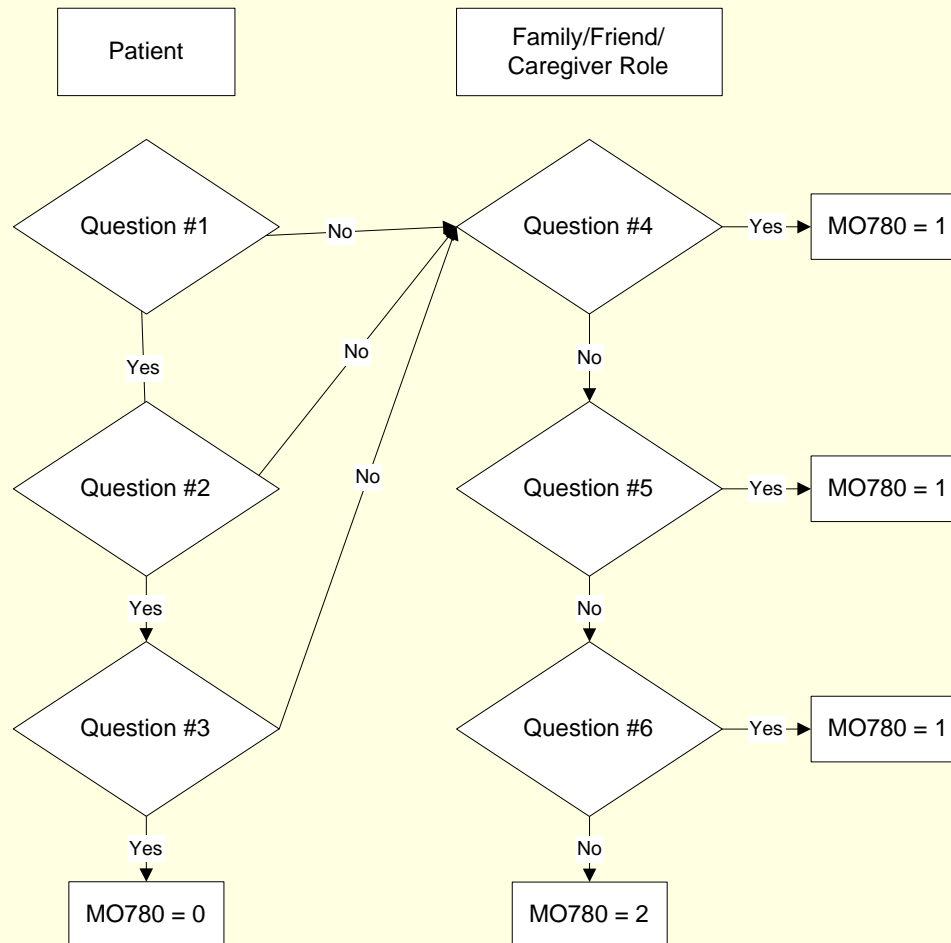 Patient
Family/Friend/
Caregiver Role
Question #1
No
Question #4
Yes
MO780 = 1
Yes
No
No
Question #2
No
Question #5
Yes
MO780 = 1
Yes
No
Question #3
Question #6
Yes
MO780 = 1
Yes
No
MO780 = 0
MO780 = 2